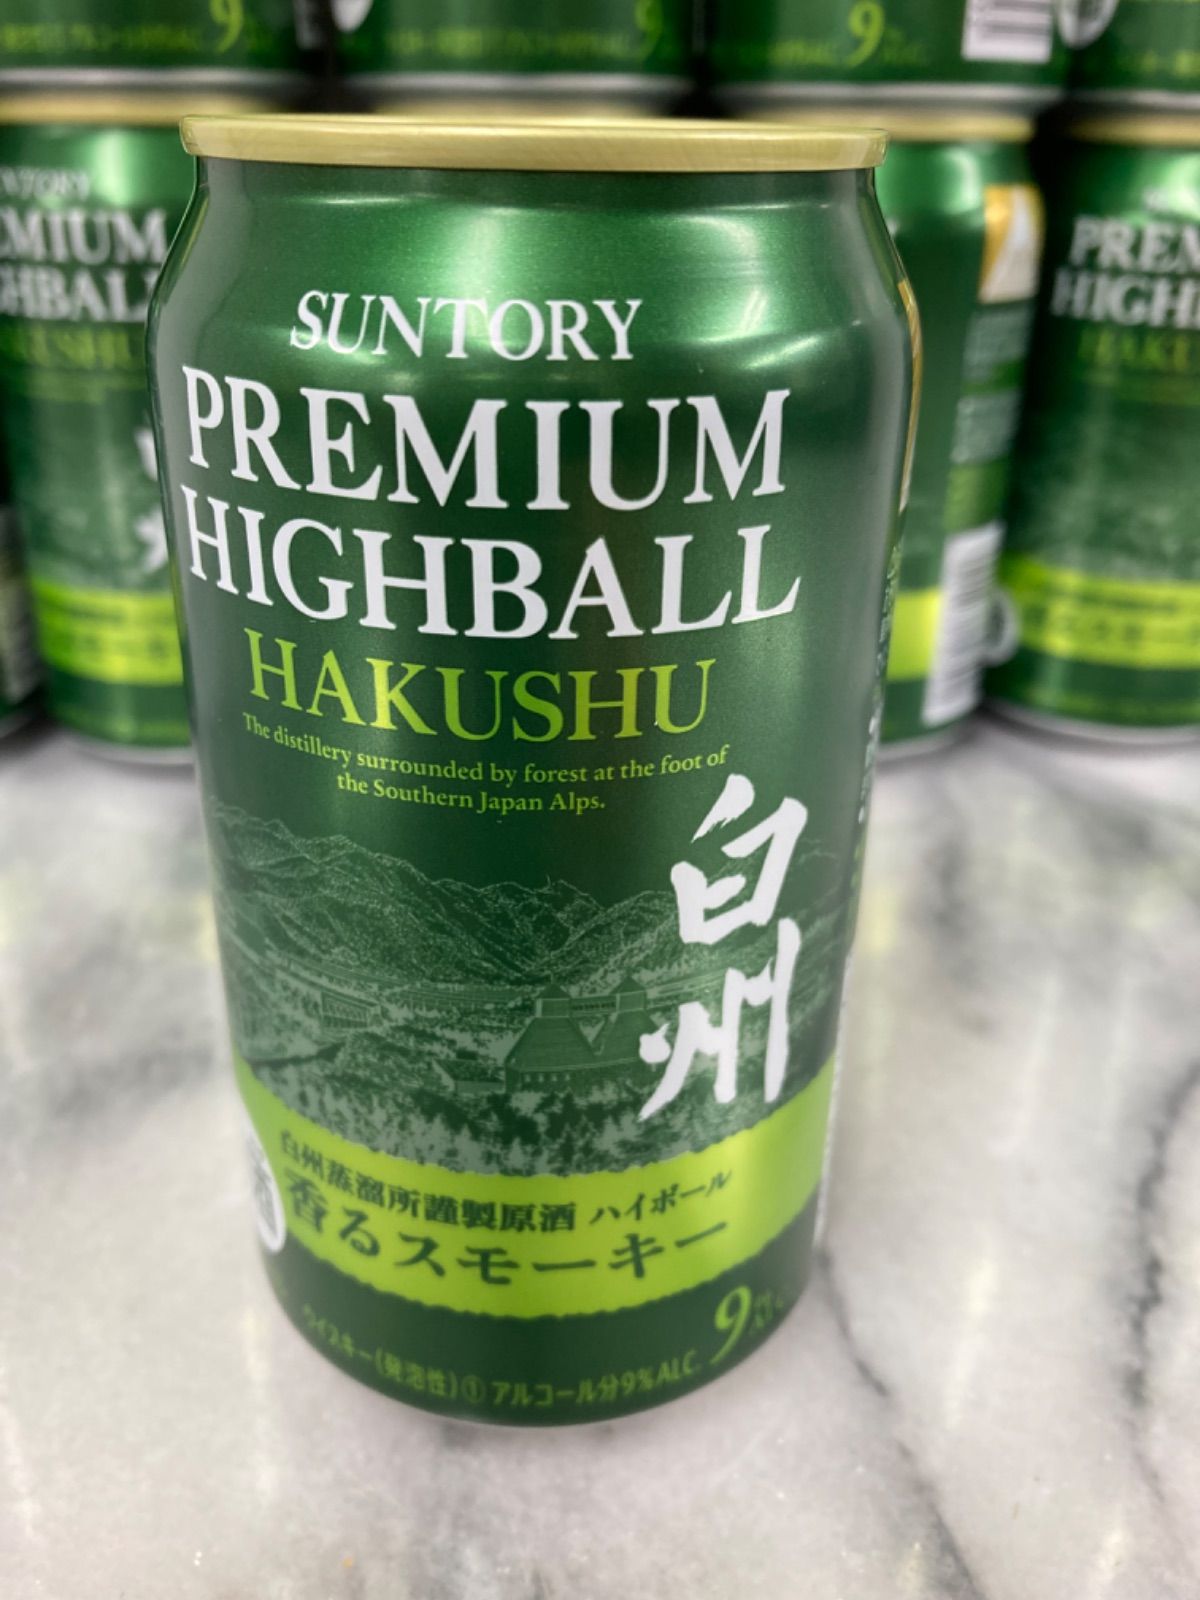 SUNTORY
PREMIUM
HIGHBALL
HAKUSHU
The distillery surrounded by forest at the foot of
the Southern Japan Alps.
白州
白州蒸溜所謹製原酒 ハイボール
香るスモーキー
9%
ウイスキー(発泡性)① アルコール分9% ALC.
PREMIUM
HIGHBALL